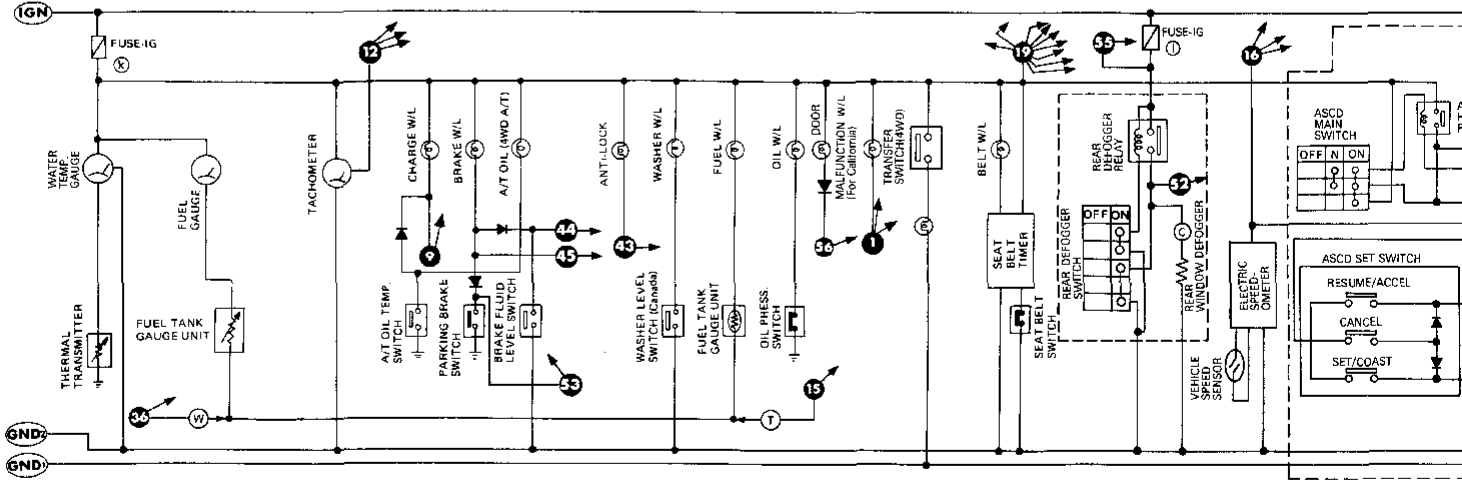 IGN
FUSE-IG
k
12
19
55
FUSE-IG
l
16
WATER
TEMP.
GAUGE
FUEL
GAUGE
TACHOMETER
CHARGE W/L
BRAKE W/L
A/T OIL (4WD A/T)
ANTI-LOCK
WASHER W/L
FUEL W/L
OIL W/L
DOOR
MALFUNCTION W/L
(For California)
TRANSFER
SWITCH(4WD)
BELT W/L
REAR
DEFOGGER
RELAY
52
ASCD
MAIN
SWITCH
OFF N ON
9
44
45
43
56
1
E
SEAT
BELT
TIMER
OFF ON
REAR DEFOGGER
SWITCH
C
REAR
WINDOW DEFOGGER
ELECTRIC
SPEED-
OMETER
ASCD SET SWITCH
RESUME/ACCEL
CANCEL
SET/COAST
THERMAL
TRANSMITTER
FUEL TANK
GAUGE UNIT
A/T OIL TEMP.
SWITCH
PARKING BRAKE
SWITCH
BRAKE FLUID
LEVEL SWITCH
WASHER LEVEL
SWITCH (Canada)
FUEL TANK
GAUGE UNIT
OIL PRESS.
SWITCH
SEAT BELT
SWITCH
VEHICLE
SPEED
SENSOR
53
15
36
W
T
GND2
GND1